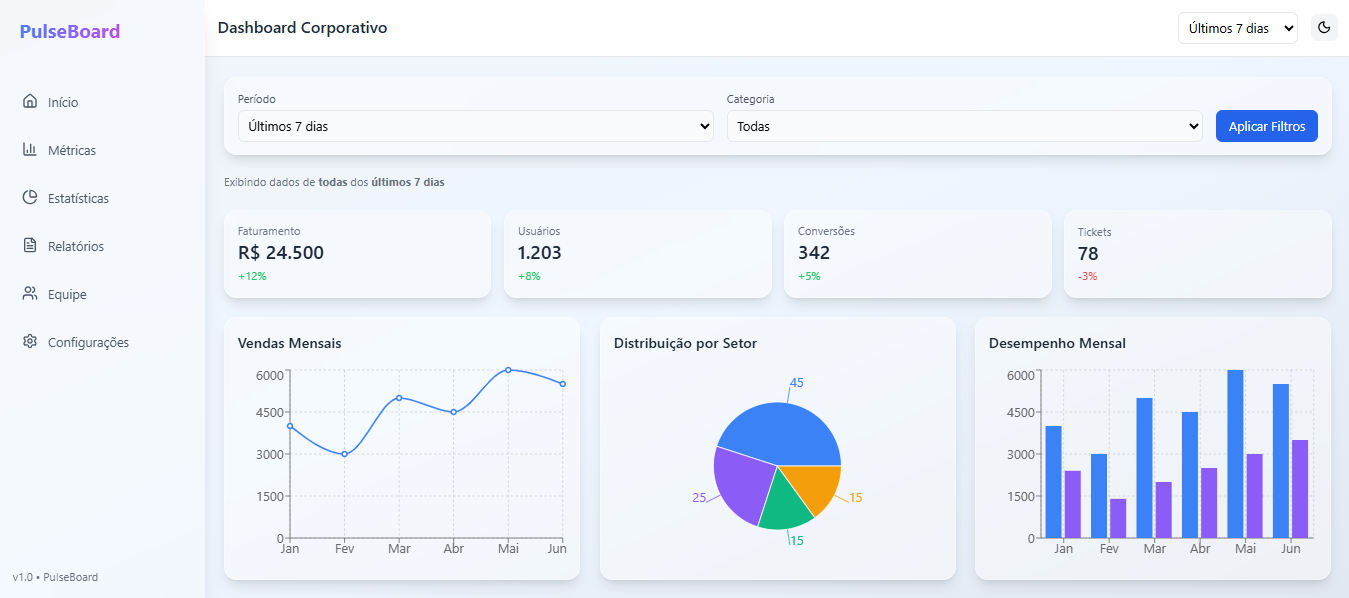 PulseBoard
Dashboard Corporativo
Últimos 7 dias
Início
Métricas
Estatísticas
Relatórios
Equipe
Configurações
v1.0 • PulseBoard
Período
Categoria
Últimos 7 dias
Todas
Aplicar Filtros
Exibindo dados de todas dos últimos 7 dias
Faturamento
R$ 24.500
+12%
Usuários
1.203
+8%
Conversões
342
+5%
Tickets
78
-3%
Vendas Mensais
6000
4500
3000
1500
0
Jan Fev Mar Abr Mai Jun
Distribuição por Setor
45
25
15
15
Desempenho Mensal
6000
4500
3000
1500
0
Jan Fev Mar Abr Mai Jun